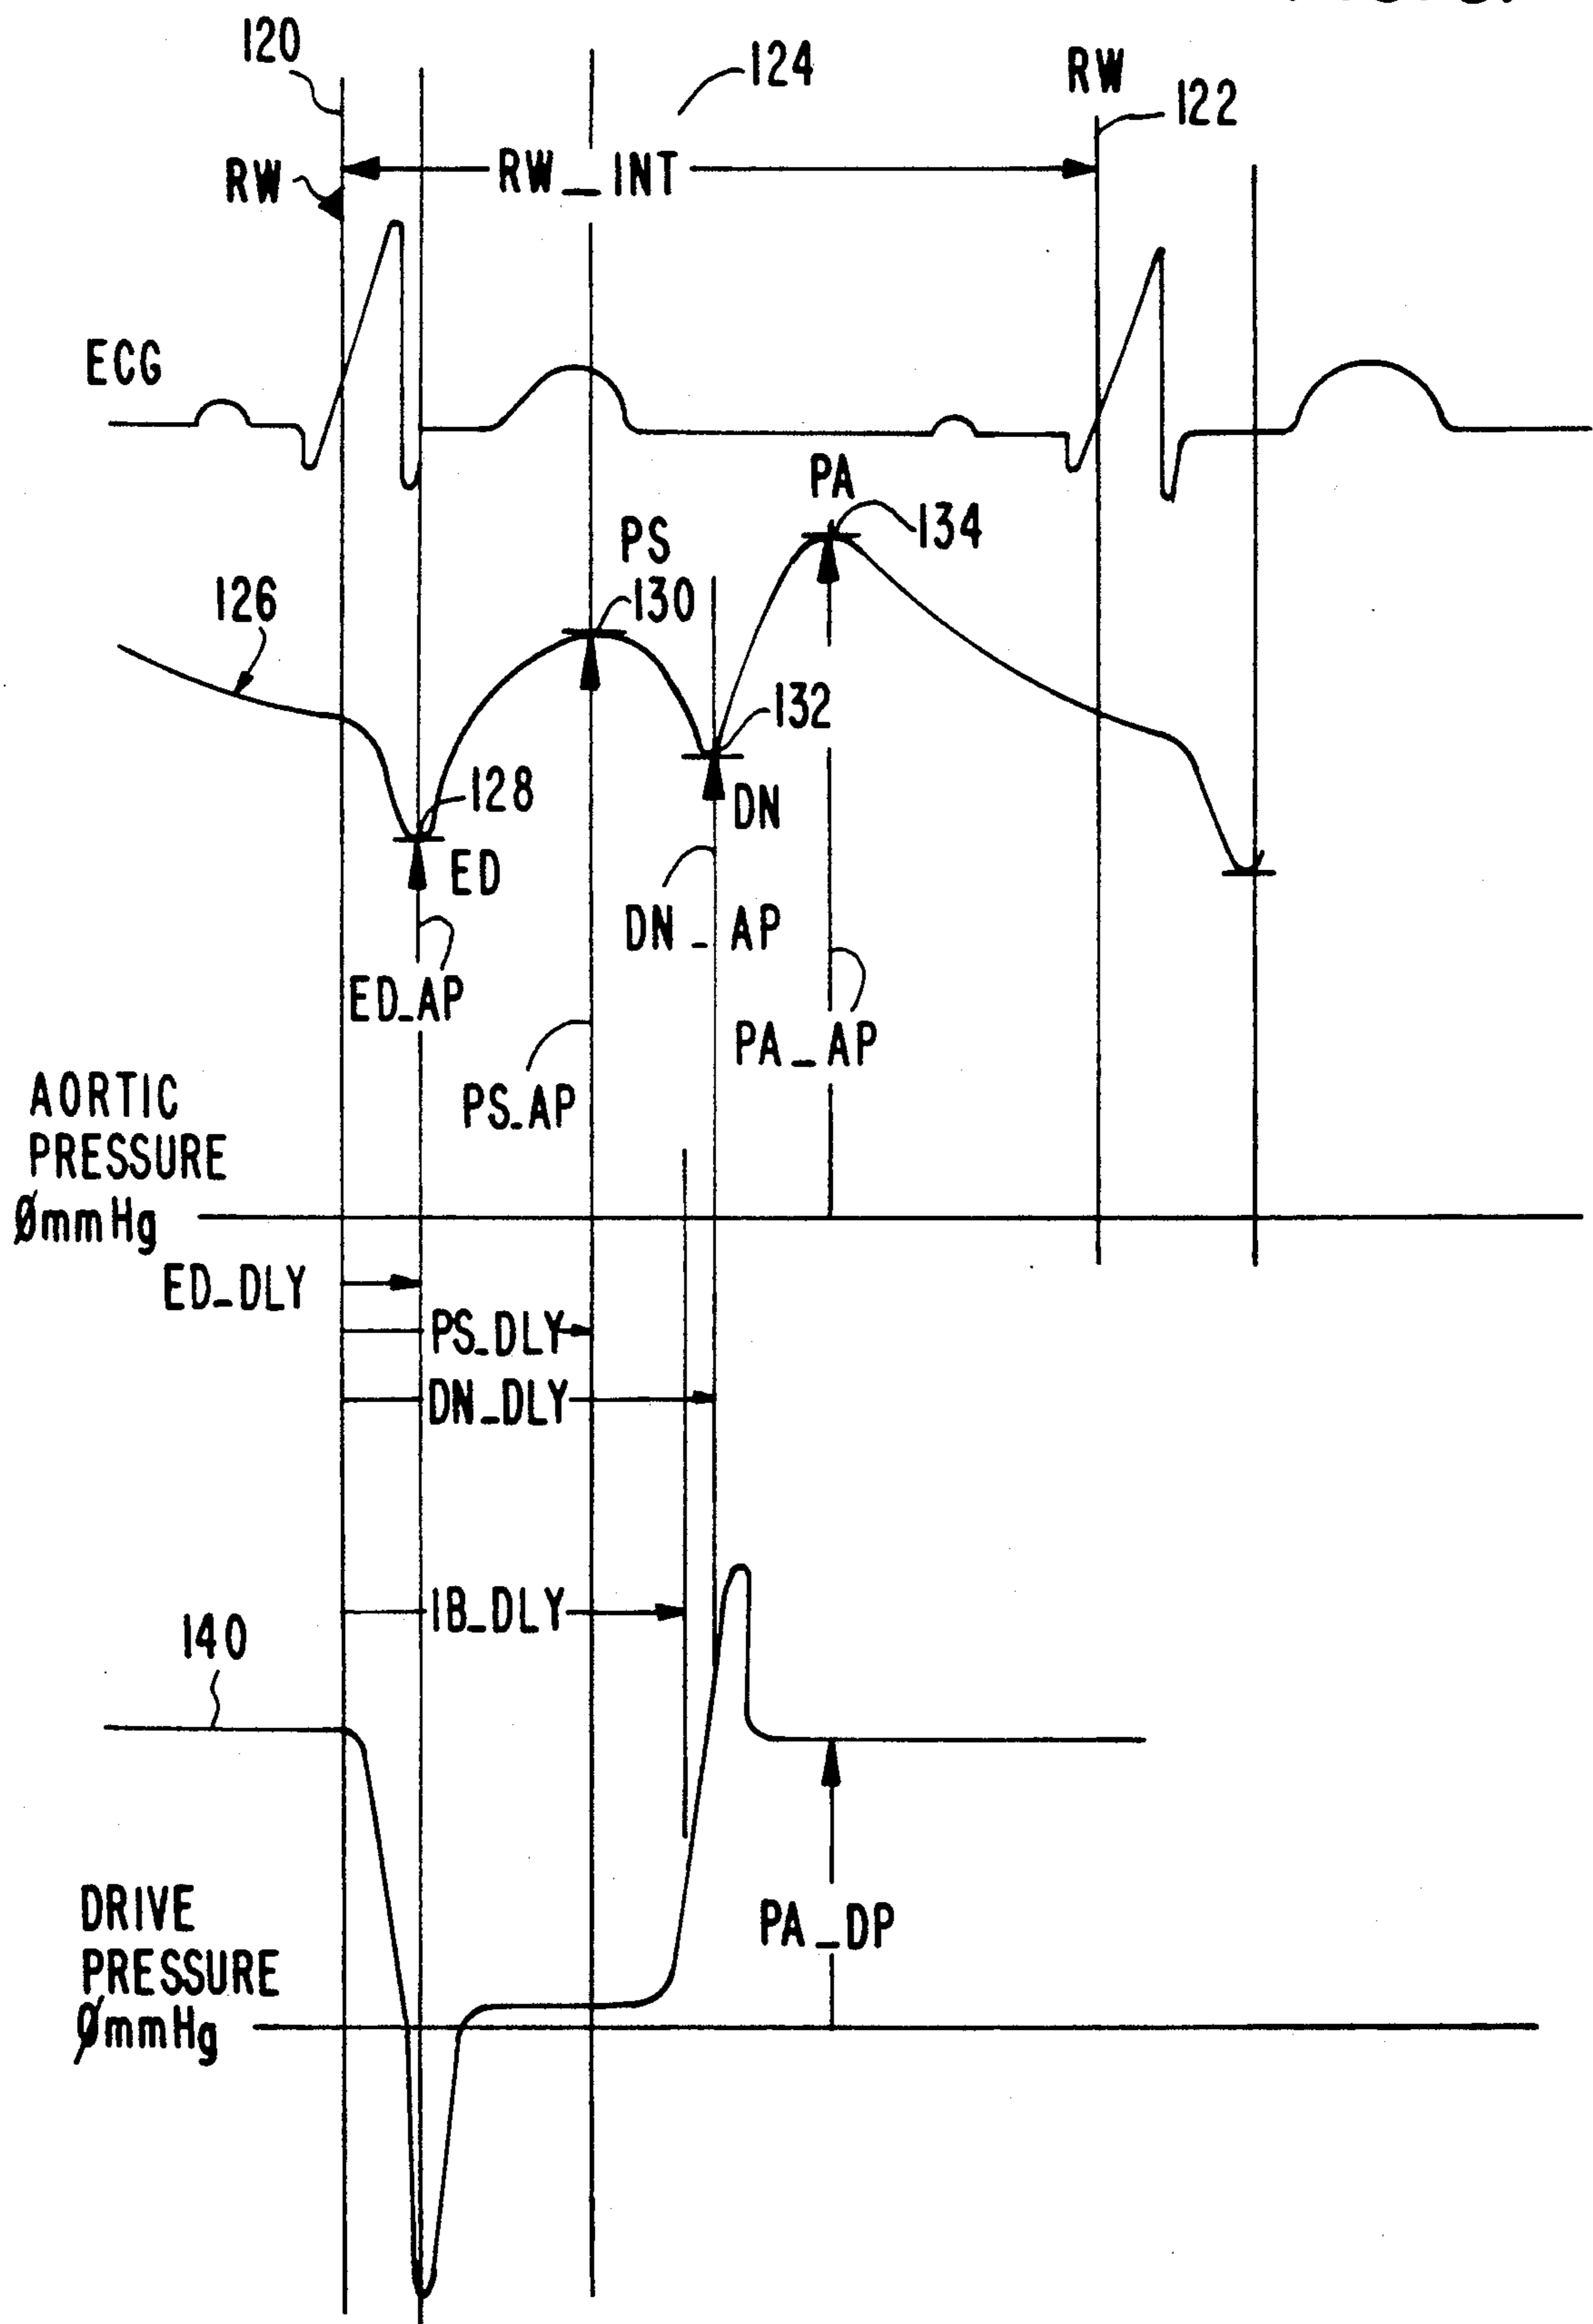 120
124
RW
122
RW_INT
RW
ECG
PA
134
PS
130
126
132
128
DN
ED
DN_AP
ED_AP
PA_AP
PS_AP
AORTIC
PRESSURE
ØmmHg
ED_DLY
PS_DLY
DN_DLY
IB_DLY
140
PA_DP
DRIVE
PRESSURE
ØmmHg